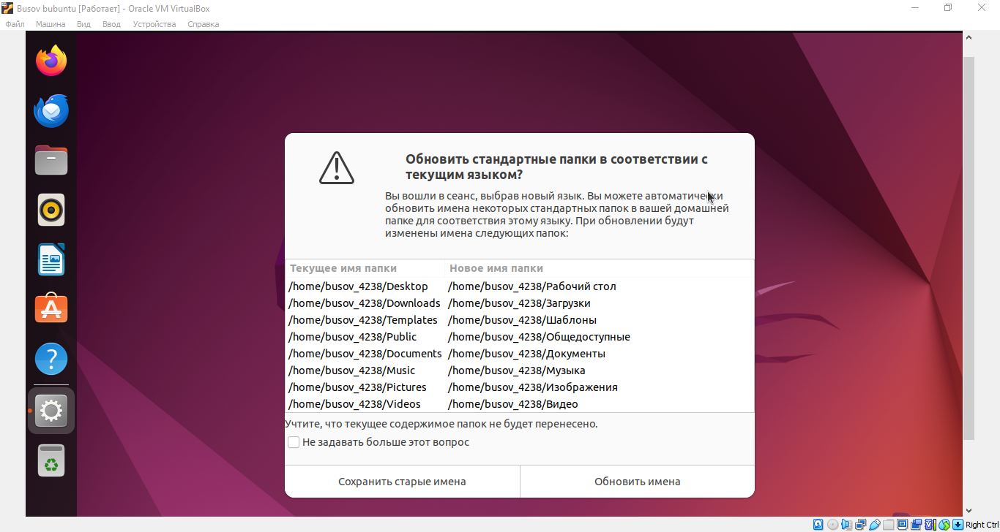 Busov bubuntu [Работает] - Oracle VM VirtualBox
Файл Машина Вид Ввод Устройства Справка
Обновить стандартные папки в соответствии с
текущим языком?
Вы вошли в сеанс, выбрав новый язык. Вы можете автоматически
обновить имена некоторых стандартных папок в вашей домашней
папке для соответствия этому языку. При обновлении будут
изменены имена следующих папок:
Текущее имя папки Новое имя папки
/home/busov_4238/Desktop /home/busov_4238/Рабочий стол
/home/busov_4238/Downloads /home/busov_4238/Загрузки
/home/busov_4238/Templates /home/busov_4238/Шаблоны
/home/busov_4238/Public /home/busov_4238/Общедоступные
/home/busov_4238/Documents /home/busov_4238/Документы
/home/busov_4238/Music /home/busov_4238/Музыка
/home/busov_4238/Pictures /home/busov_4238/Изображения
/home/busov_4238/Videos /home/busov_4238/Видео
Учтите, что текущее содержимое папок не будет перенесено.
Не задавать больше этот вопрос
Сохранить старые имена Обновить имена
Right Ctrl